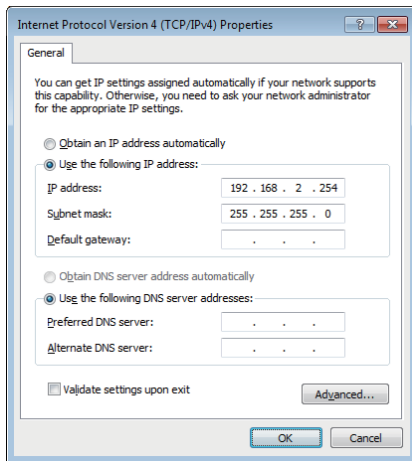 Internet Protocol Version 4 (TCP/IPv4) Properties
General
You can get IP settings assigned automatically if your network supports
this capability. Otherwise, you need to ask your network administrator
for the appropriate IP settings.
Obtain an IP address automatically
Use the following IP address:
IP address: 192 . 168 . 2 . 254
Subnet mask: 255 . 255 . 255 . 0
Default gateway: . . .
Obtain DNS server address automatically
Use the following DNS server addresses:
Preferred DNS server: . . .
Alternate DNS server: . . .
Validate settings upon exit
Advanced...
OK Cancel